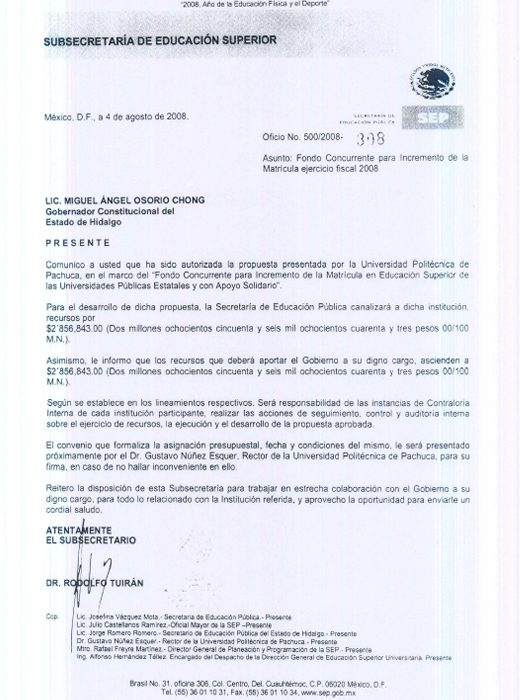 "2008, Año de la Educación Física y el Deporte"
SUBSECRETARÍA DE EDUCACIÓN SUPERIOR
México, D.F., a 4 de agosto de 2008.
SECRETARÍA DE
EDUCACIÓN PÚBLICA
SEP
Oficio No. 500/2008- 398
Asunto: Fondo Concurrente para Incremento de la
Matrícula ejercicio fiscal 2008
LIC. MIGUEL ÁNGEL OSORIO CHONG
Gobernador Constitucional del
Estado de Hidalgo
P R E S E N T E
Comunico a usted que ha sido autorizada la propuesta presentada por la Universidad Politécnica de
Pachuca, en el marco del "Fondo Concurrente para Incremento de la Matrícula en Educación Superior de
las Universidades Públicas Estatales y con Apoyo Solidario".
Para el desarrollo de dicha propuesta, la Secretaría de Educación Pública canalizará a dicha institución,
recursos por
$2'856,843.00 (Dos millones ochocientos cincuenta y seis mil ochocientos cuarenta y tres pesos 00/100
M.N.).
Asimismo, le informo que los recursos que deberá aportar el Gobierno a su digno cargo, ascienden a
$2'856,843.00 (Dos millones ochocientos cincuenta y seis mil ochocientos cuarenta y tres pesos 00/100
M.N.).
Según se establece en los lineamientos respectivos. Será responsabilidad de las instancias de Contraloría
Interna de cada institución participante, realizar las acciones de seguimiento, control y auditoría interna
sobre el ejercicio de recursos, la ejecución y el desarrollo de la propuesta aprobada.
El convenio que formaliza la asignación presupuestal, fecha y condiciones del mismo, le será presentado
próximamente por el Dr. Gustavo Núñez Esquer, Rector de la Universidad Politécnica de Pachuca, para su
firma, en caso de no hallar inconveniente en ello.
Reitero la disposición de esta Subsecretaría para trabajar en estrecha colaboración con el Gobierno a su
digno cargo, para todo lo relacionado con la Institución referida, y aprovecho la oportunidad para enviarle un
cordial saludo.
ATENTAMENTE
EL SUBSECRETARIO
DR. RODOLFO TUIRÁN
Ccp. Lic. Josefina Vázquez Mota.- Secretaria de Educación Pública.- Presente
Lic. Julio Castellanos Ramírez.-Oficial Mayor de la SEP -Presente
Lic. Jorge Romero Romero.- Secretario de Educación Pública del Estado de Hidalgo - Presente
Dr. Gustavo Núñez Esquer.- Rector de la Universidad Politécnica de Pachuca.- Presente
Mtro. Rafael Freyre Martínez.- Director General de Planeación y Programación de la SEP.- Presente
Ing. Alfonso Hernández Téllez. Encargado del Despacho de la Dirección General de Educación Superior Universitaria. Presente
Brasil No. 31, oficina 306, Col. Centro, Del. Cuauhtémoc, C.P. 06020 México, D.F.
Tel. (55) 36 01 10 31, Fax. (55) 36 01 10 34, www.sep.gob.mx